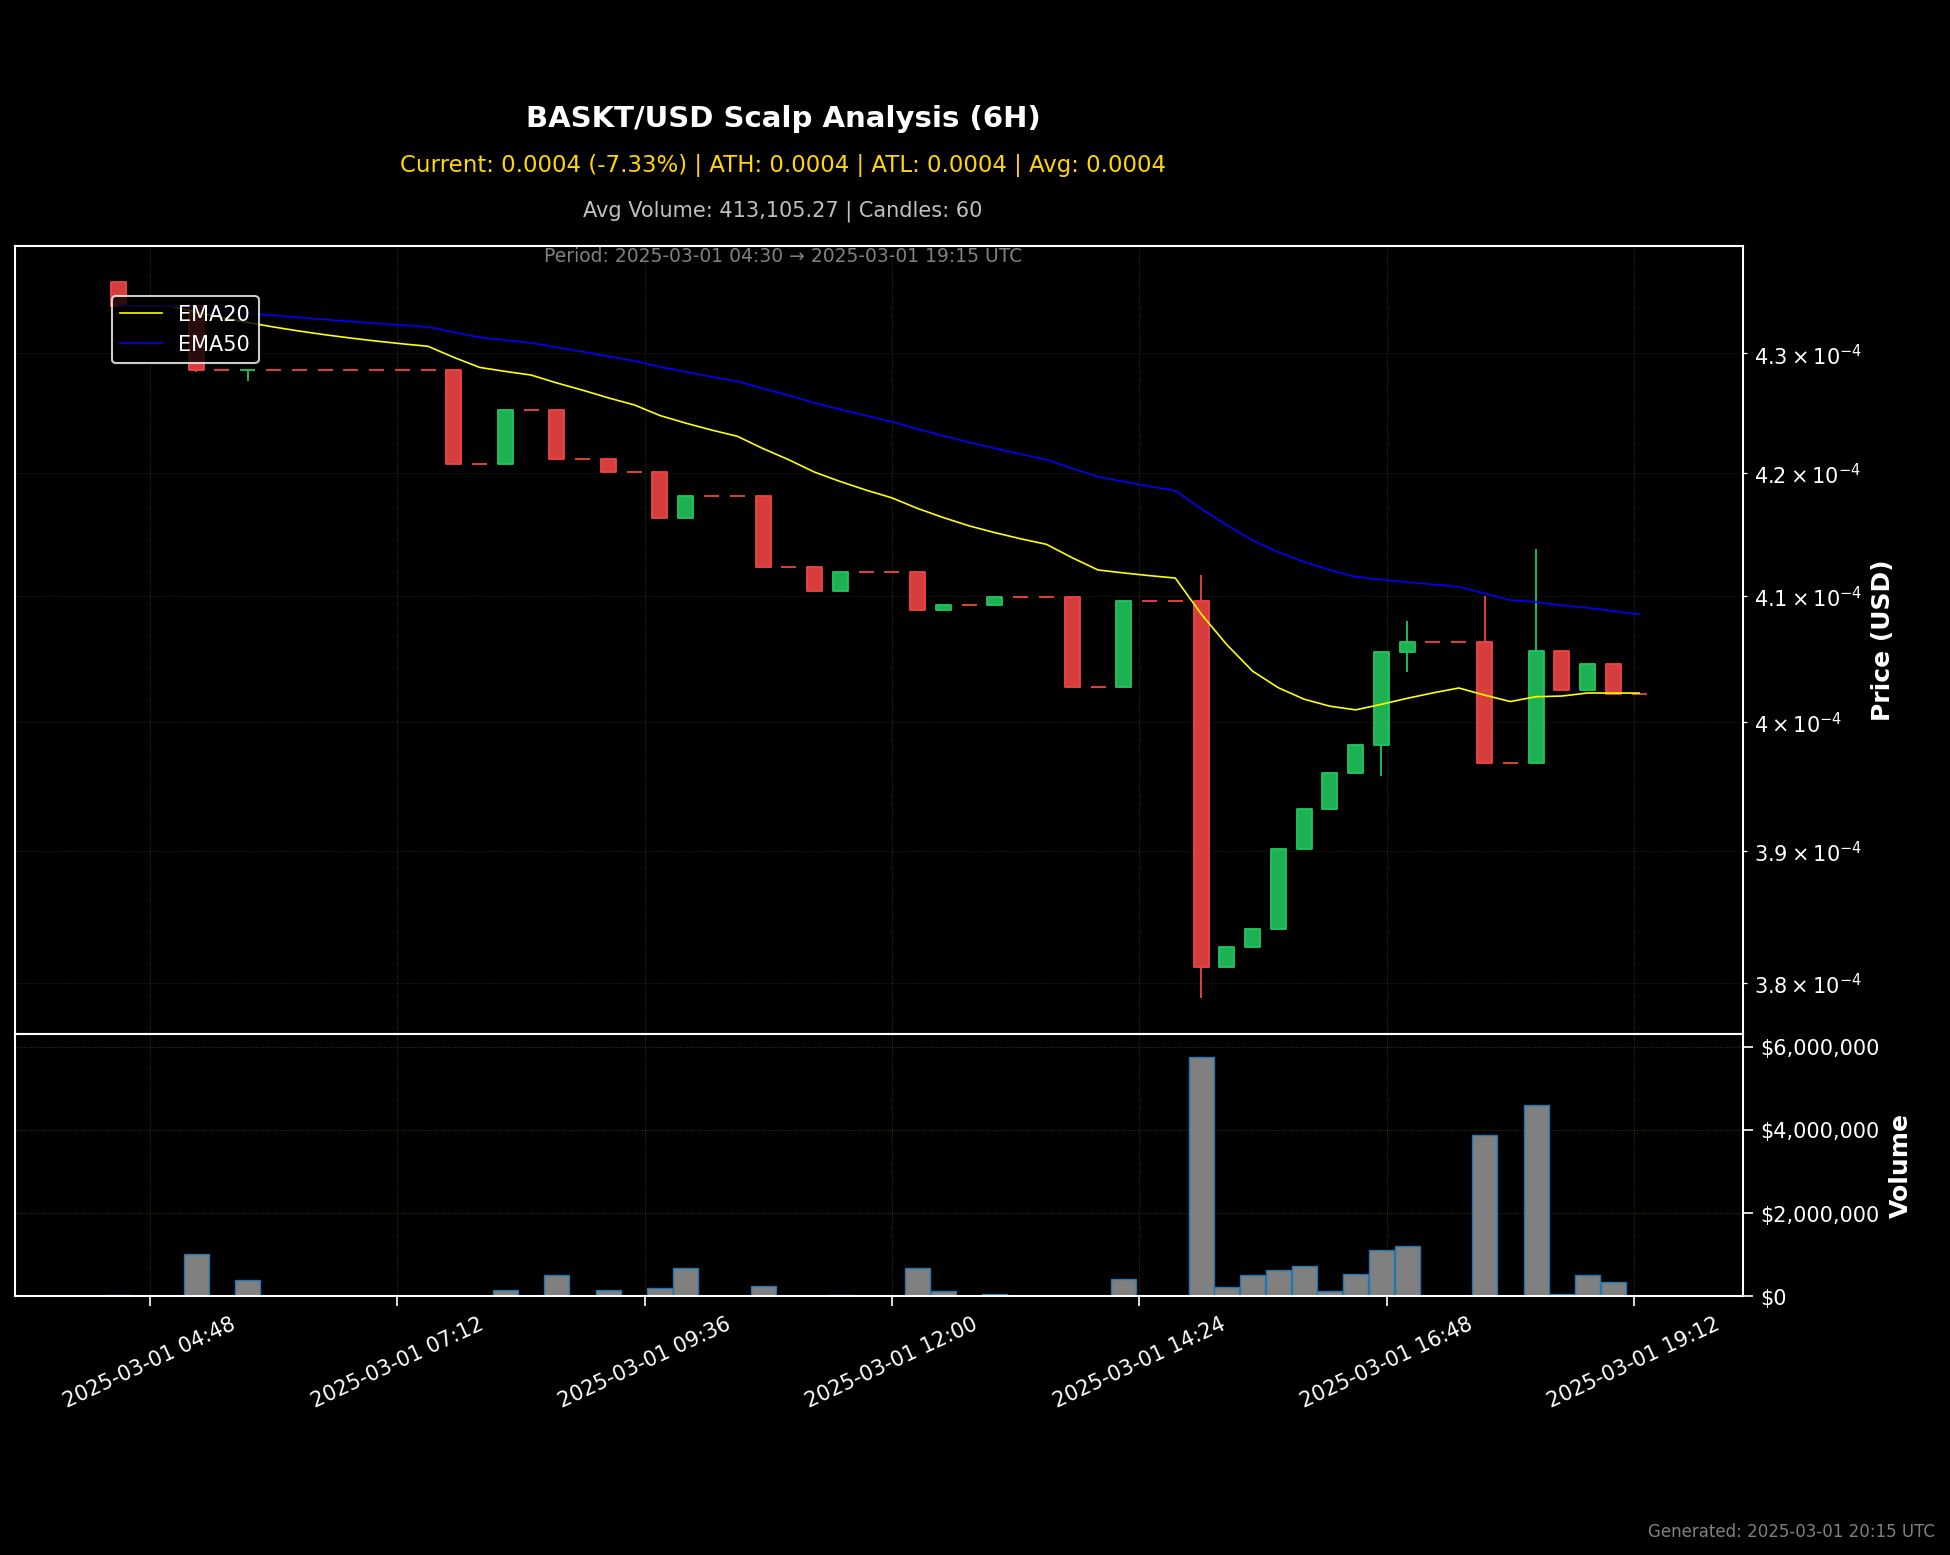 BASKT/USD Scalp Analysis (6H)
Current: 0.0004 (-7.33%) | ATH: 0.0004 | ATL: 0.0004 | Avg: 0.0004
Avg Volume: 413,105.27 | Candles: 60
Period: 2025-03-01 04:30 → 2025-03-01 19:15 UTC
EMA20
EMA50
4.3 × 10⁻⁴
4.2 × 10⁻⁴
4.1 × 10⁻⁴
4 × 10⁻⁴
3.9 × 10⁻⁴
3.8 × 10⁻⁴
Price (USD)
$6,000,000
$4,000,000
$2,000,000
$0
Volume
2025-03-01 04:48
2025-03-01 07:12
2025-03-01 09:36
2025-03-01 12:00
2025-03-01 14:24
2025-03-01 16:48
2025-03-01 19:12
Generated: 2025-03-01 20:15 UTC